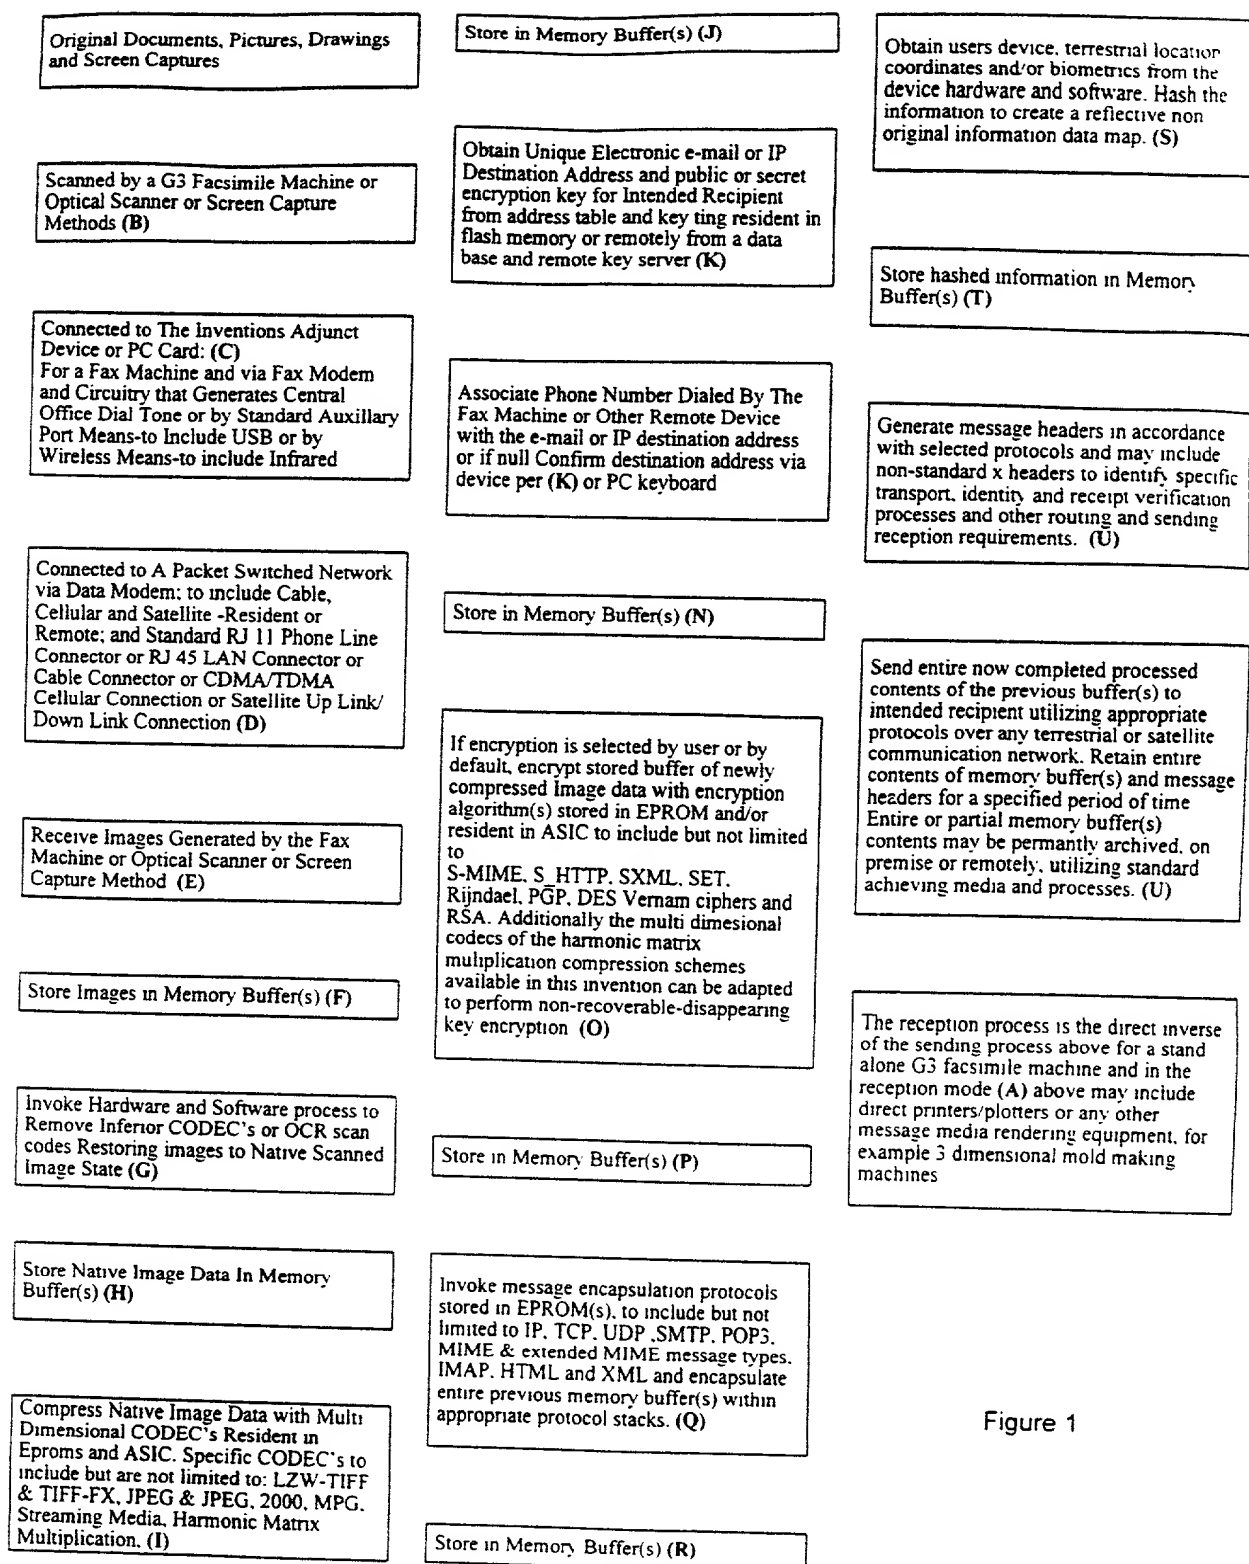 Original Documents, Pictures, Drawings
and Screen Captures
Scanned by a G3 Facsimile Machine or
Optical Scanner or Screen Capture
Methods (B)
Connected to The Inventions Adjunct
Device or PC Card: (C)
For a Fax Machine and via Fax Modem
and Circuitry that Generates Central
Office Dial Tone or by Standard Auxillary
Port Means-to Include USB or by
Wireless Means-to include Infrared
Connected to A Packet Switched Network
via Data Modem; to include Cable,
Cellular and Satellite -Resident or
Remote; and Standard RJ 11 Phone Line
Connector or RJ 45 LAN Connector or
Cable Connector or CDMA/TDMA
Cellular Connection or Satellite Up Link/
Down Link Connection (D)
Receive Images Generated by the Fax
Machine or Optical Scanner or Screen
Capture Method (E)
Store Images in Memory Buffer(s) (F)
Invoke Hardware and Software process to
Remove Inferior CODEC's or OCR scan
codes Restoring images to Native Scanned
Image State (G)
Store Native Image Data In Memory
Buffer(s) (H)
Compress Native Image Data with Multi
Dimensional CODEC's Resident in
Eproms and ASIC. Specific CODEC's to
include but are not limited to: LZW-TIFF
& TIFF-FX, JPEG & JPEG, 2000, MPG,
Streaming Media, Harmonic Matrix
Multiplication, (I)
Store in Memory Buffer(s) (J)
Obtain Unique Electronic e-mail or IP
Destination Address and public or secret
encryption key for Intended Recipient
from address table and key ting resident in
flash memory or remotely from a data
base and remote key server (K)
Associate Phone Number Dialed By The
Fax Machine or Other Remote Device
with the e-mail or IP destination address
or if null Confirm destination address via
device per (K) or PC keyboard
Store in Memory Buffer(s) (N)
If encryption is selected by user or by
default, encrypt stored buffer of newly
compressed Image data with encryption
algorithm(s) stored in EPROM and/or
resident in ASIC to include but not limited
to
S-MIME, S_HTTP, SXML, SET,
Rijndael, PGP, DES Vernam ciphers and
RSA. Additionally the multi dimesional
codecs of the harmonic matrix
muliplication compression schemes
available in this invention can be adapted
to perform non-recoverable-disappearing
key encryption (O)
Store in Memory Buffer(s) (P)
Invoke message encapsulation protocols
stored in EPROM(s), to include but not
limited to IP, TCP, UDP ,SMTP, POP3,
MIME & extended MIME message types,
IMAP, HTML and XML and encapsulate
entire previous memory buffer(s) within
appropriate protocol stacks. (Q)
Store in Memory Buffer(s) (R)
Obtain users device, terrestrial location
coordinates and/or biometrics from the
device hardware and software. Hash the
information to create a reflective non
original information data map. (S)
Store hashed information in Memory
Buffer(s) (T)
Generate message headers in accordance
with selected protocols and may include
non-standard x headers to identify specific
transport, identity and receipt verification
processes and other routing and sending
reception requirements. (U)
Send entire now completed processed
contents of the previous buffer(s) to
intended recipient utilizing appropriate
protocols over any terrestrial or satellite
communication network. Retain entire
contents of memory buffer(s) and message
headers for a specified period of time
Entire or partial memory buffer(s)
contents may be permantly archived, on
premise or remotely, utilizing standard
achieving media and processes. (U)
The reception process is the direct inverse
of the sending process above for a stand
alone G3 facsimile machine and in the
reception mode (A) above may include
direct printers/plotters or any other
message media rendering equipment, for
example 3 dimensional mold making
machines
Figure 1